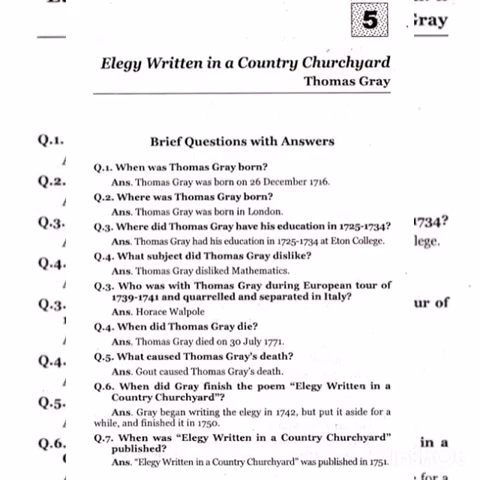 5
Gray
Elegy Written in a Country Churchyard
Thomas Gray
Brief Questions with Answers
Q.1. When was Thomas Gray born?
Ans. Thomas Gray was born on 26 December 1716.
Q.2. Where was Thomas Gray born?
Ans. Thomas Gray was born in London.
Q.3. Where did Thomas Gray have his education in 1725-1734?
Ans. Thomas Gray had his education in 1725-1734 at Eton College.
Q.4. What subject did Thomas Gray dislike?
Ans. Thomas Gray disliked Mathematics.
Q.3. Who was with Thomas Gray during European tour of
1739-1741 and quarrelled and separated in Italy?
Ans. Horace Walpole
Q.4. When did Thomas Gray die?
Ans. Thomas Gray died on 30 July 1771.
Q.5. What caused Thomas Gray's death?
Ans. Gout caused Thomas Gray's death.
Q.6. When did Gray finish the poem "Elegy Written in a
Country Churchyard"?
Ans. Gray began writing the elegy in 1742, but put it aside for a
while, and finished it in 1750.
Q.7. When was "Elegy Written in a Country Churchyard"
published?
Ans. "Elegy Written in a Country Churchyard" was published in 1751.
Q.1.
Q.2.
Q.3.
Q.4.
Q.3.
Q.4.
Q.5.
Q.6.
1734?
lege.
ur of
in a
for a